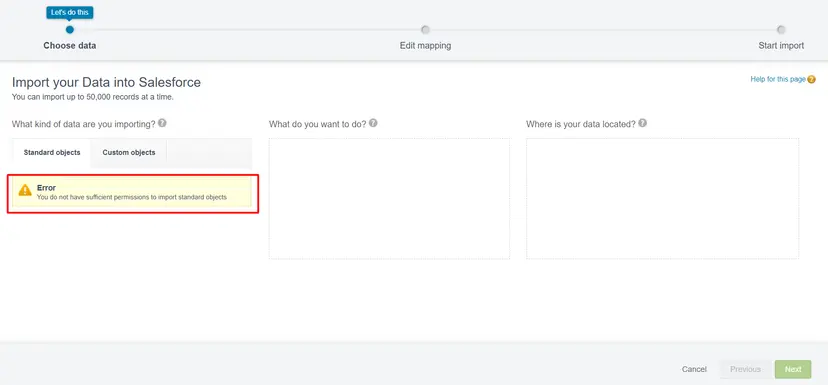 Let's do this
Choose data
Edit mapping
Start import
Import your Data into Salesforce
Help for this page ?
You can import up to 50,000 records at a time.
What kind of data are you importing? ?
What do you want to do? ?
Where is your data located? ?
Standard objects
Custom objects
Error
You do not have sufficient permissions to import standard objects
Cancel
Previous
Next